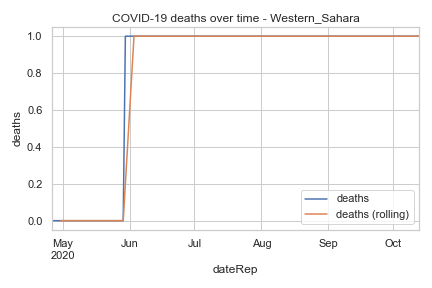 COVID-19 deaths over time - Western_Sahara
1.0
0.8
0.6
0.4
0.2
0.0
deaths
deaths
deaths (rolling)
May Jun Jul Aug Sep Oct
2020
dateRep